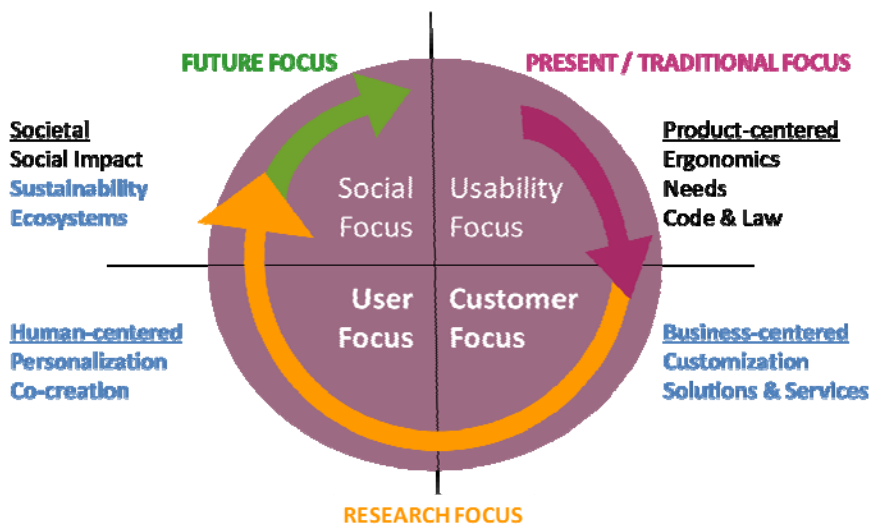 FUTURE FOCUS
PRESENT / TRADITIONAL FOCUS
Societal
Social Impact
Sustainability
Ecosystems
Product-centered
Ergonomics
Needs
Code & Law
Social
Focus
Usability
Focus
User
Focus
Customer
Focus
Human-centered
Personalization
Co-creation
Business-centered
Customization
Solutions & Services
RESEARCH FOCUS